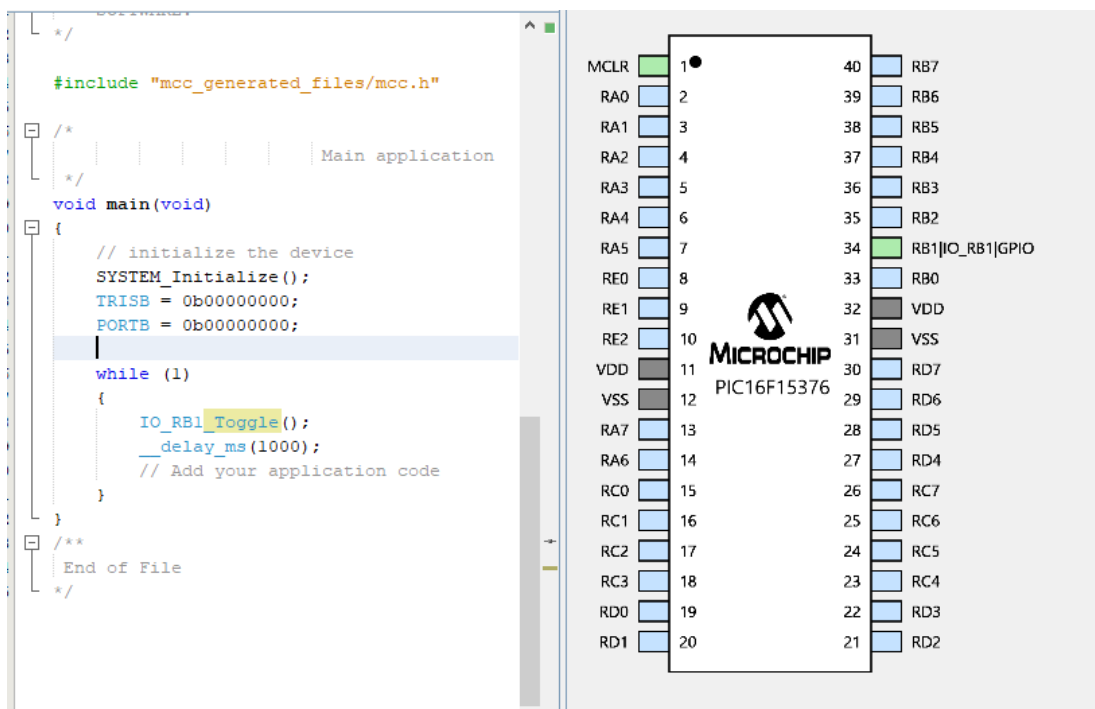 */
#include "mcc_generated_files/mcc.h"
/*
Main application
*/
void main(void)
{
// initialize the device
SYSTEM_Initialize();
TRISB = 0b00000000;
PORTB = 0b00000000;
while (1)
{
IO_RB1_Toggle();
__delay_ms(1000);
// Add your application code
}
}
/**
End of File
*/
MCLR 1 40 RB7
RA0 2 39 RB6
RA1 3 38 RB5
RA2 4 37 RB4
RA3 5 36 RB3
RA4 6 35 RB2
RA5 7 34 RB1|IO_RB1|GPIO
RE0 8 33 RB0
RE1 9 32 VDD
RE2 10 31 VSS
VDD 11 30 RD7
VSS 12 29 RD6
RA7 13 28 RD5
RA6 14 27 RD4
RC0 15 26 RC7
RC1 16 25 RC6
RC2 17 24 RC5
RC3 18 23 RC4
RD0 19 22 RD3
RD1 20 21 RD2
MICROCHIP
PIC16F15376